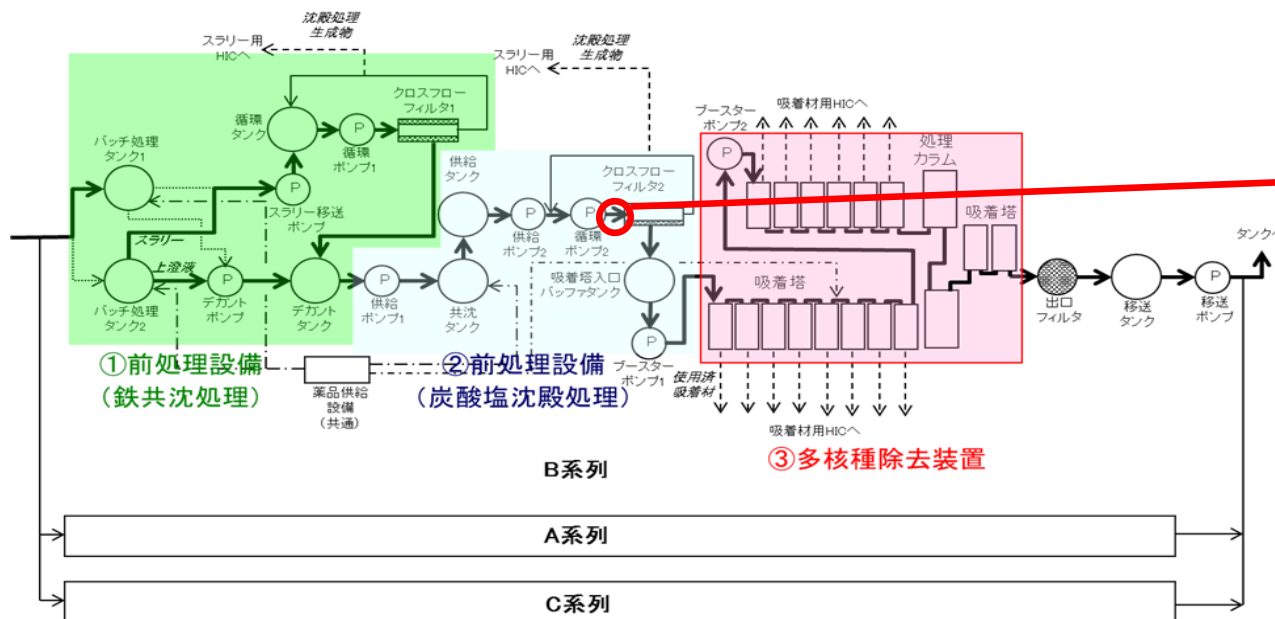 沈殿処理
生成物
スラリー用
HICへ
沈殿処理
生成物
スラリー用
HICへ
クロスフロー
フィルタ1
循環
タンク
P
循環
ポンプ1
バッチ処理
タンク1
P
スラリー移送
ポンプ
スラリー
上澄液
バッチ処理
タンク2
P
デカント
ポンプ
デカント
タンク
①前処理設備
（鉄共沈処理）
供給
タンク
P
供給
ポンプ2
P
循環
ポンプ2
クロスフロー
フィルタ2
P
供給
ポンプ1
共沈
タンク
吸着塔入口
バッファタンク
P
ブースター
ポンプ1
②前処理設備
（炭酸塩沈殿処理）
薬品供給
設備
（共通）
ブースター
ポンプ2
P
吸着材用HICへ
処理
カラム
吸着塔
吸着塔
使用済
吸着材
吸着材用HICへ
③多核種除去装置
出口
フィルタ
移送
タンク
P
移送
ポンプ
タンクへ
B系列
A系列
C系列